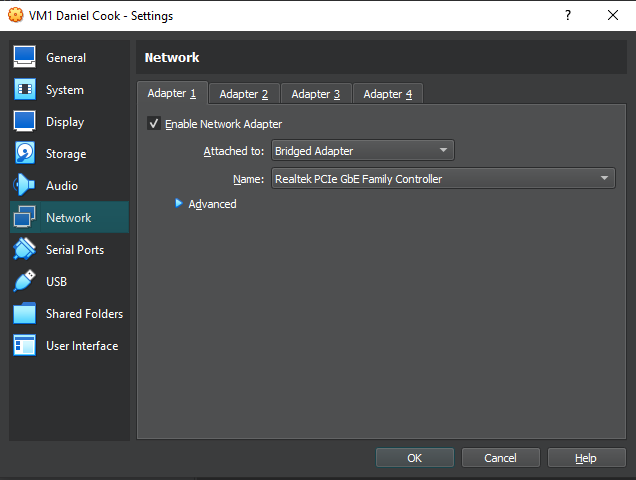 VM1 Daniel Cook - Settings
?
General
System
Display
Storage
Audio
Network
Serial Ports
USB
Shared Folders
User Interface
Network
Adapter 1 Adapter 2 Adapter 3 Adapter 4
Enable Network Adapter
Attached to: Bridged Adapter
Name: Realtek PCIe GbE Family Controller
Advanced
OK Cancel Help